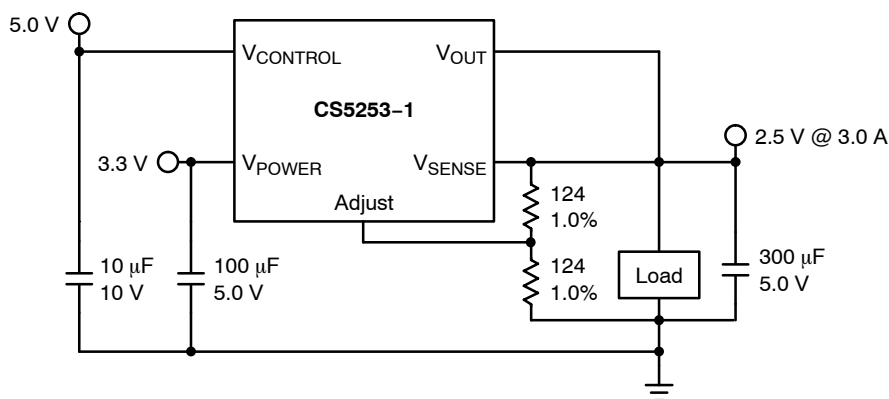 5.0 V
VCONTROL
VOUT
CS5253−1
3.3 V
VPOWER
VSENSE
2.5 V @ 3.0 A
Adjust
124
1.0%
10 μF
10 V
100 μF
5.0 V
124
1.0%
Load
300 μF
5.0 V